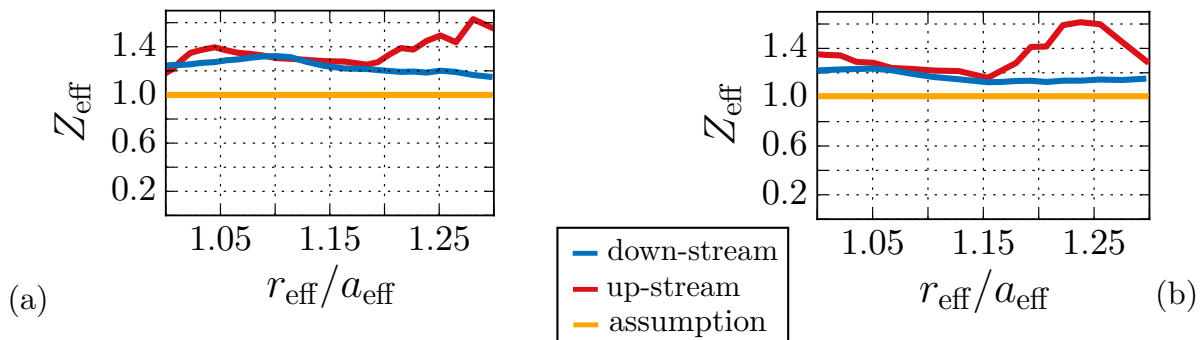 1.4
1.0
0.6
0.2
Z_eff
1.05 1.15 1.25
r_eff/a_eff
(a)
1.4
1.0
0.6
0.2
Z_eff
1.05 1.15 1.25
r_eff/a_eff
(b)
down-stream
up-stream
assumption